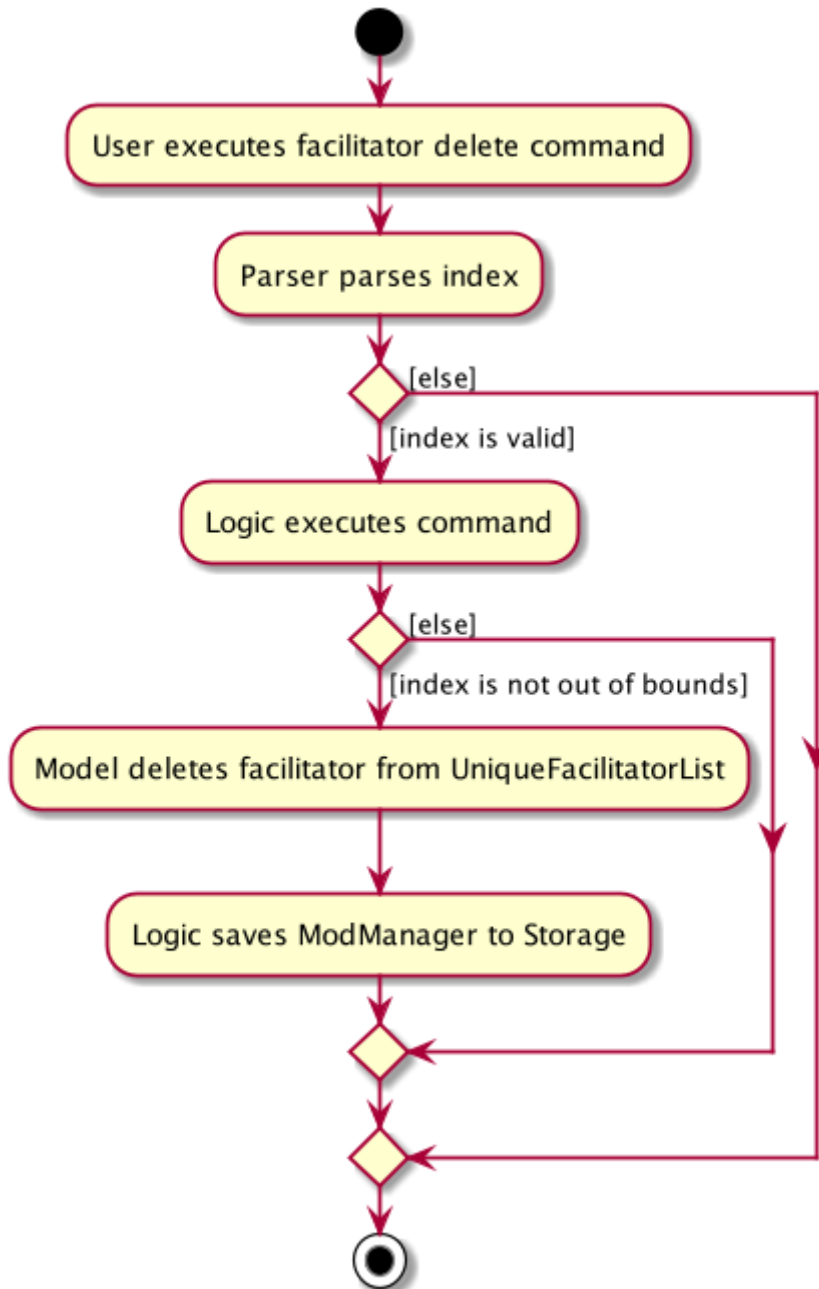 User executes facilitator delete command
Parser parses index
[else]
[index is valid]
Logic executes command
[else]
[index is not out of bounds]
Model deletes facilitator from UniqueFacilitatorList
Logic saves ModManager to Storage